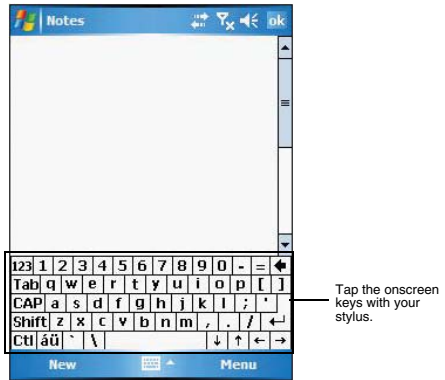 Notes ok
123 1 2 3 4 5 6 7 8 9 0 - =
Tab q w e r t y u i o p [ ]
CAP a s d f g h j k l ; '
Shift z x c v b n m , . /
Ctl áü ` \ ↓ ↑ ← →
New Menu
Tap the onscreen
keys with your
stylus.